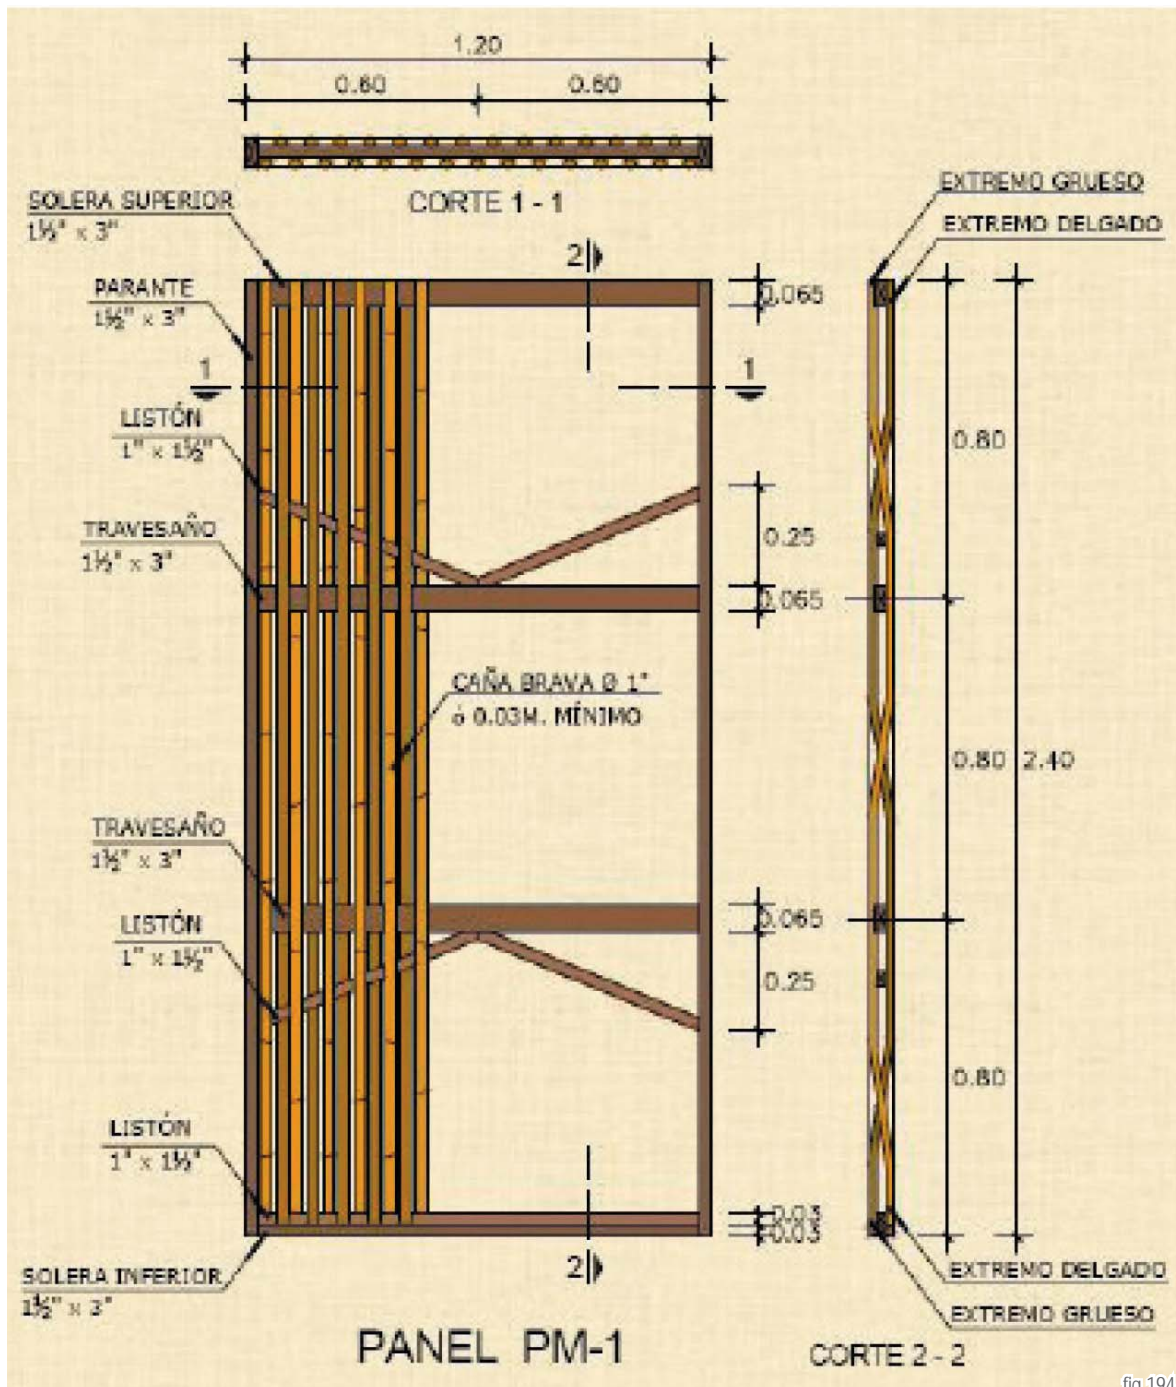 1.20
0.60
0.60
CORTE 1 - 1
SOLERA SUPERIOR
1½" x 3"
EXTREMO GRUESO
EXTREMO DELGADO
2
PARANTE
1½" x 3"
0.065
1
1
LISTÓN
1" x 1½"
0.80
TRAVESAÑO
1½" x 3"
0.25
0.065
CAÑA BRAVA Ø 1"
ó 0.03M. MÍNIMO
0.80
2.40
TRAVESAÑO
1½" x 3"
0.065
LISTÓN
1" x 1½"
0.25
0.80
LISTÓN
1" x 1½"
0.03
0.03
SOLERA INFERIOR
1½" x 3"
2
EXTREMO DELGADO
EXTREMO GRUESO
PANEL PM-1
CORTE 2 - 2
fig 194